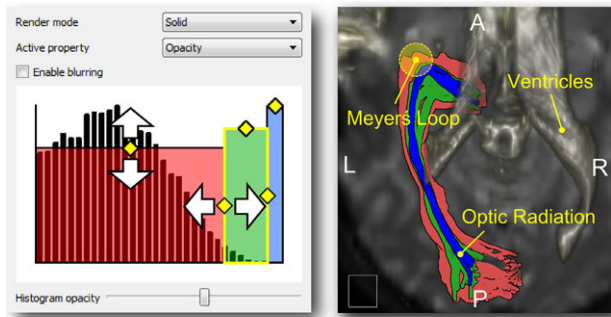 Render mode Solid
Active property Opacity
Enable blurring
Histogram opacity
A
Ventricles
Meyers Loop
L
R
Optic Radiation
P